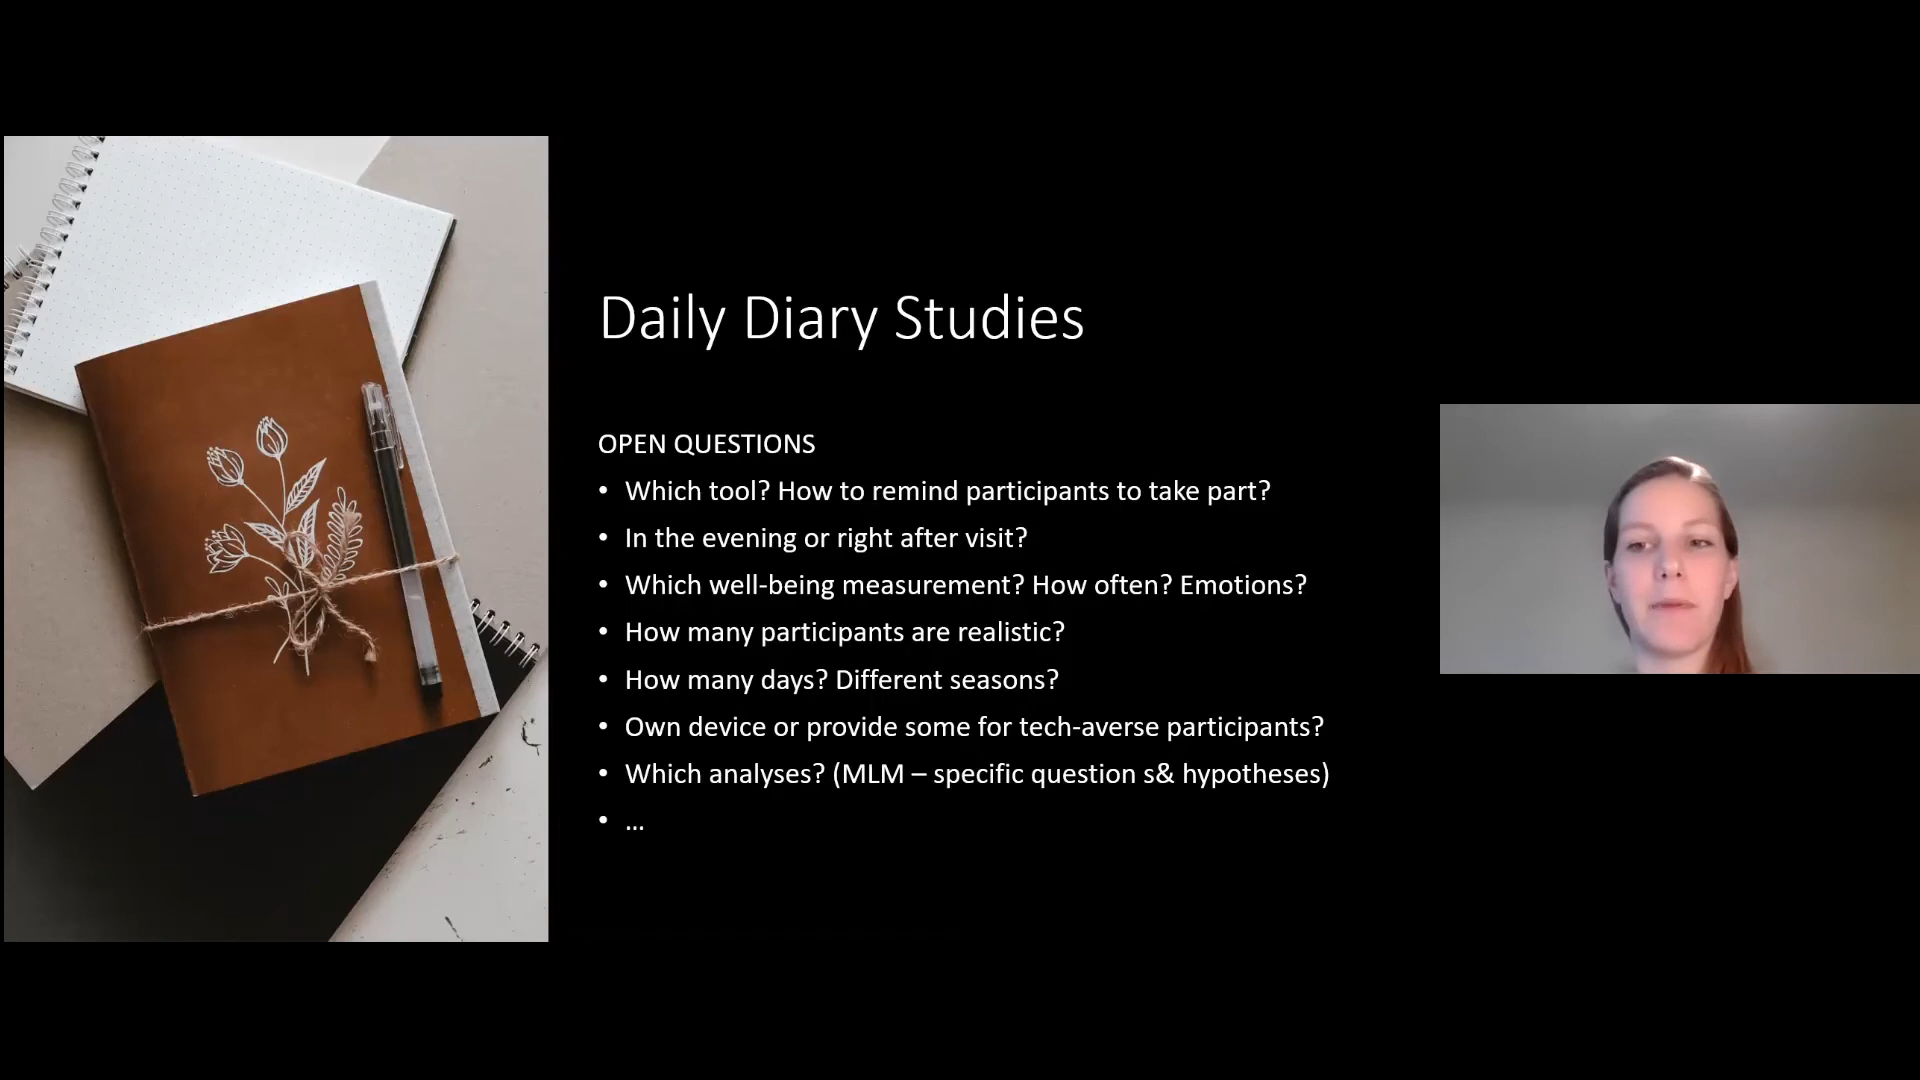 Daily Diary Studies
OPEN QUESTIONS
• Which tool? How to remind participants to take part?
• In the evening or right after visit?
• Which well-being measurement? How often? Emotions?
• How many participants are realistic?
• How many days? Different seasons?
• Own device or provide some for tech-averse participants?
• Which analyses? (MLM – specific question s& hypotheses)
• ...